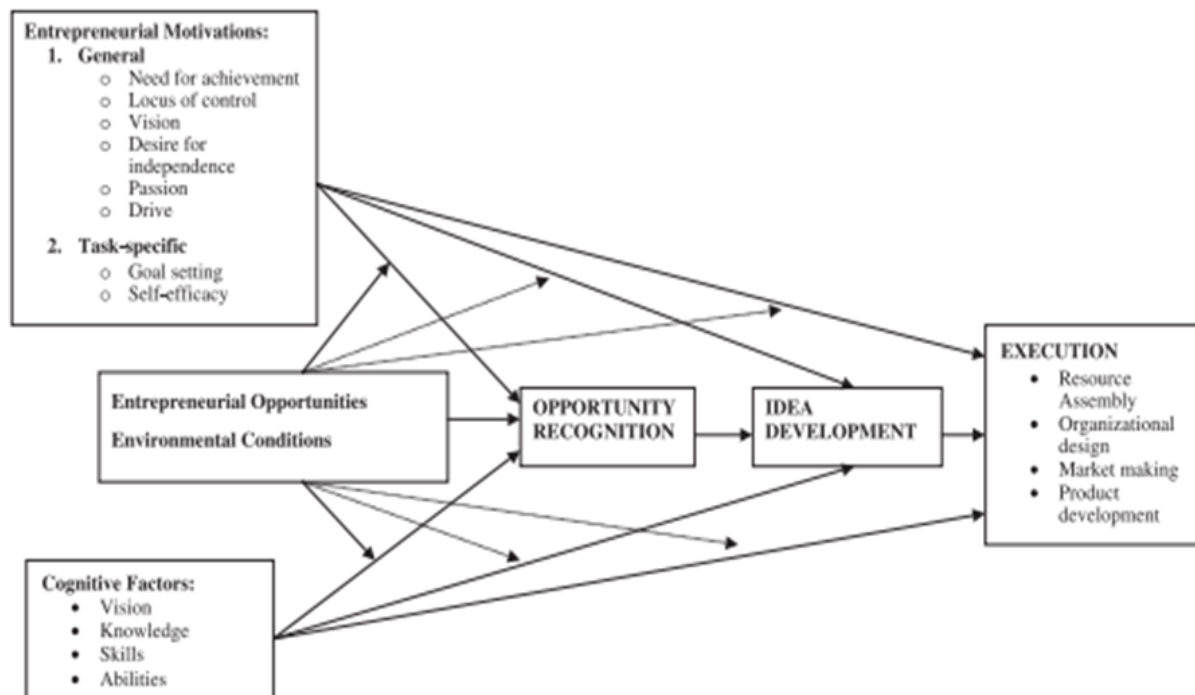 Entrepreneurial Motivations:
1. General
o Need for achievement
o Locus of control
o Vision
o Desire for
independence
o Passion
o Drive
2. Task-specific
o Goal setting
o Self-efficacy
Entrepreneurial Opportunities
Environmental Conditions
OPPORTUNITY
RECOGNITION
IDEA
DEVELOPMENT
EXECUTION
• Resource
Assembly
• Organizational
design
• Market making
• Product
development
Cognitive Factors:
• Vision
• Knowledge
• Skills
• Abilities